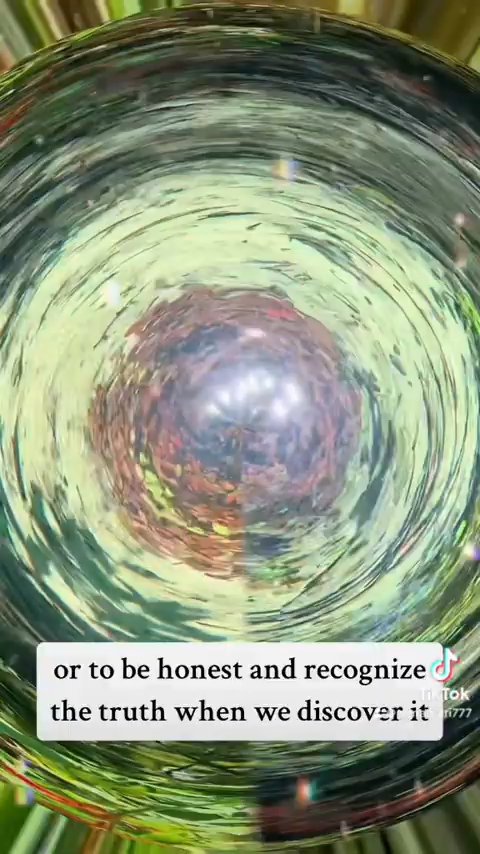 or to be honest and recognize
the truth when we discover it
TikTok